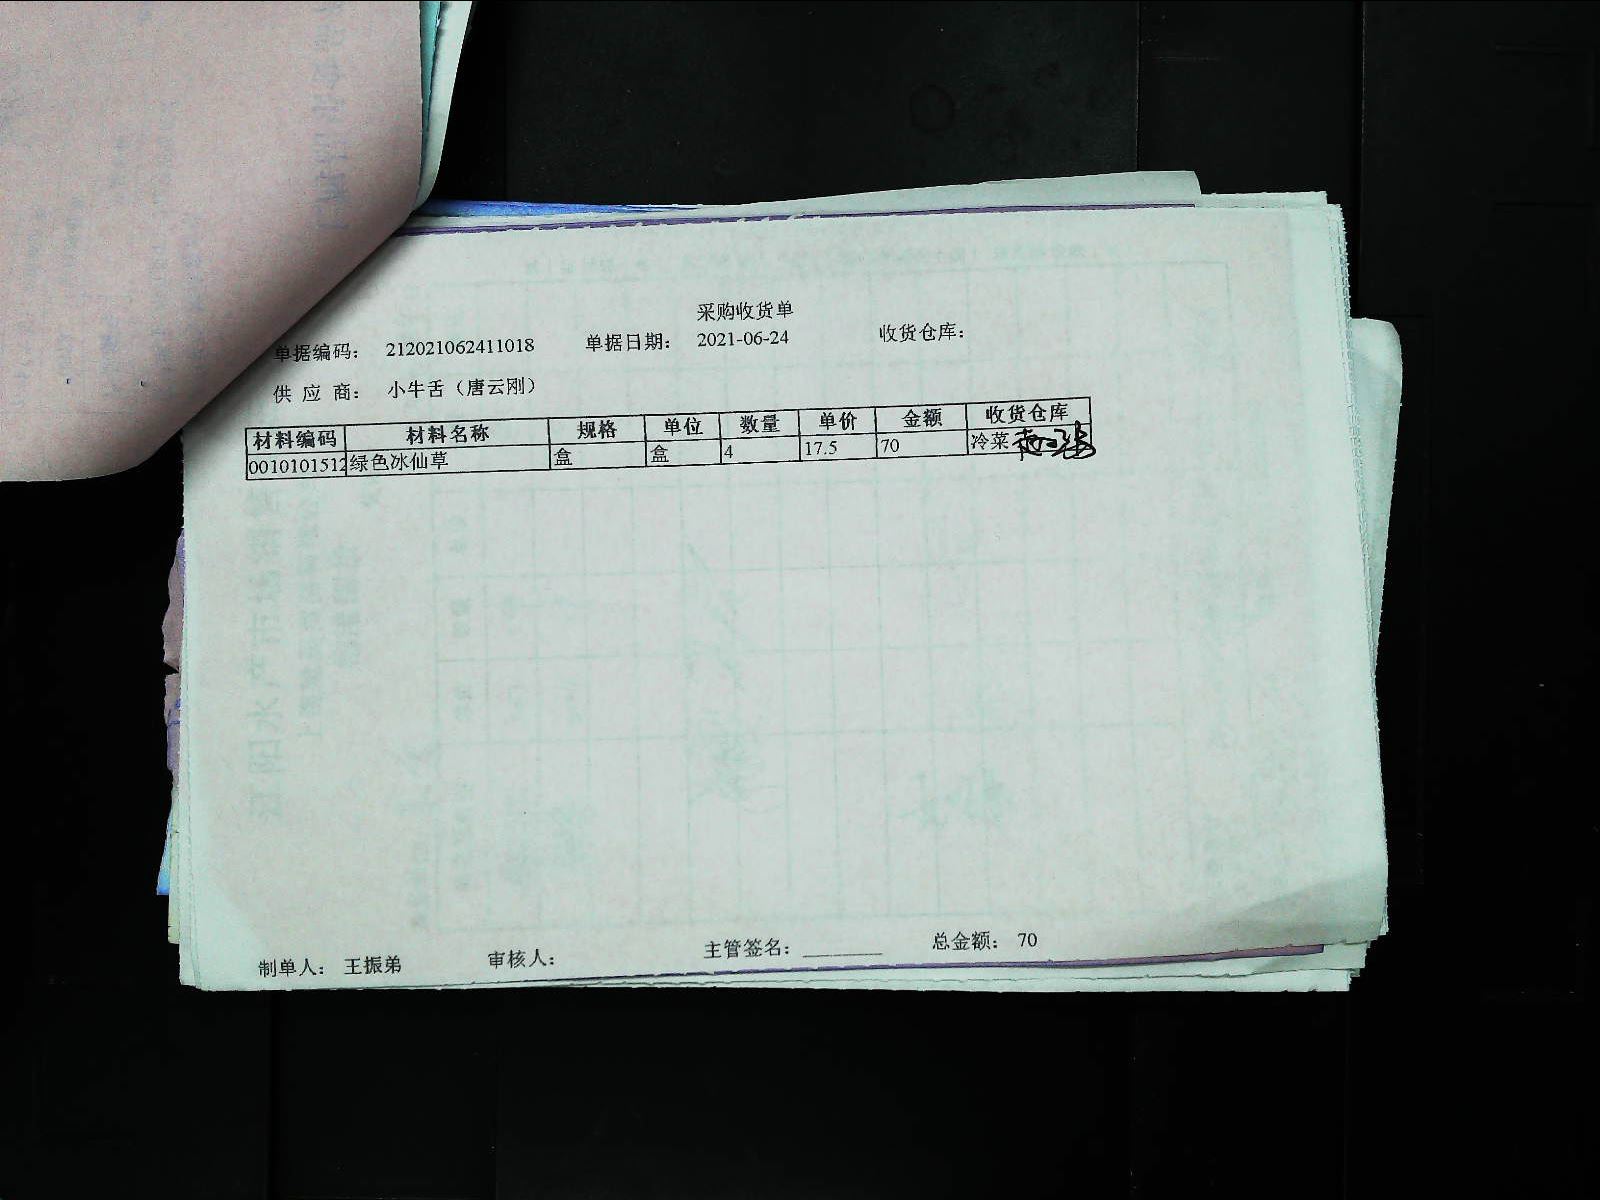 采购收货单
单据编码： 212021062411018 单据日期： 2021-06-24 收货仓库：
供 应 商： 小牛舌（唐云刚）
材料编码 材料名称 规格 单位 数量 单价 金额 收货仓库
0010101512 绿色冰仙草 盒 盒 4 17.5 70 冷菜
制单人： 王振弟 审核人： 主管签名：________ 总金额： 70